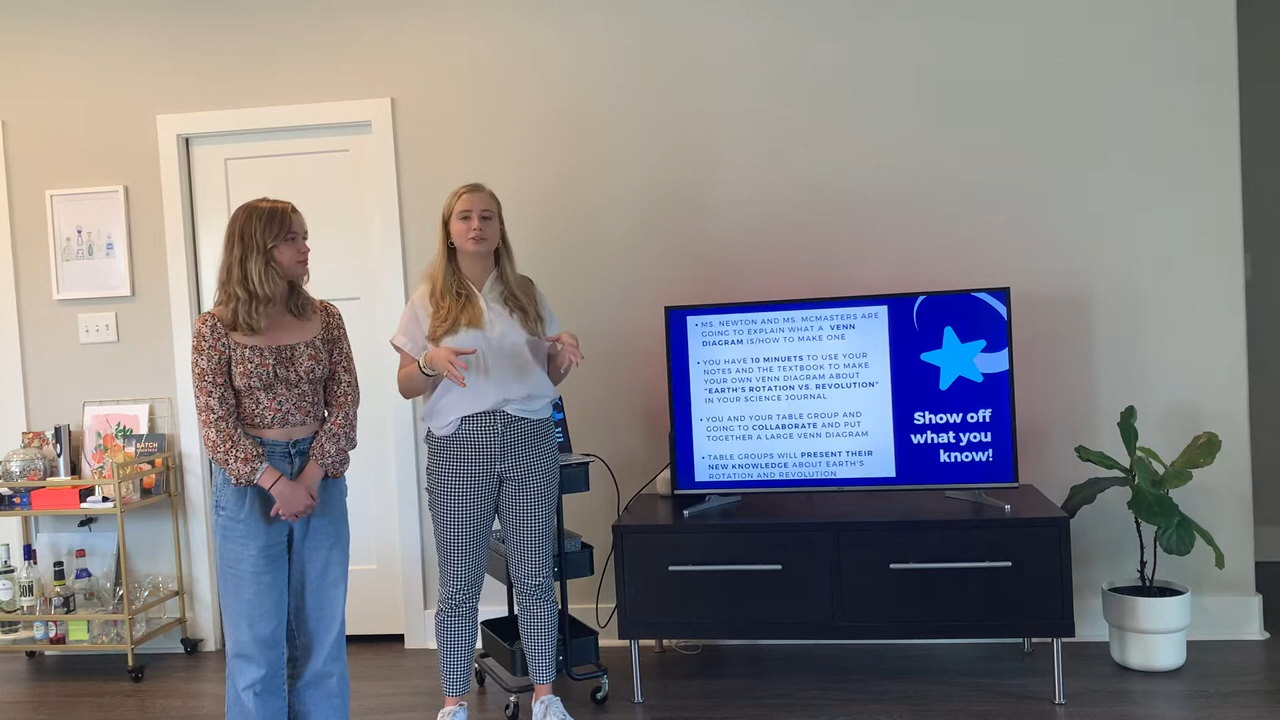 • MS. NEWTON AND MS. MCMASTERS ARE
GOING TO EXPLAIN WHAT A VENN
DIAGRAM IS/HOW TO MAKE ONE
• YOU HAVE 10 MINUETS TO USE YOUR
NOTES AND THE TEXTBOOK TO MAKE
YOUR OWN VENN DIAGRAM ABOUT
"EARTH'S ROTATION VS. REVOLUTION"
IN YOUR SCIENCE JOURNAL
• YOU AND YOUR TABLE GROUP AND
GOING TO COLLABORATE AND PUT
TOGETHER A LARGE VENN DIAGRAM
• TABLE GROUPS WILL PRESENT THEIR
NEW KNOWLEDGE ABOUT EARTH'S
ROTATION AND REVOLUTION
Show off
what you
know!
BATCH
COCKTAILS